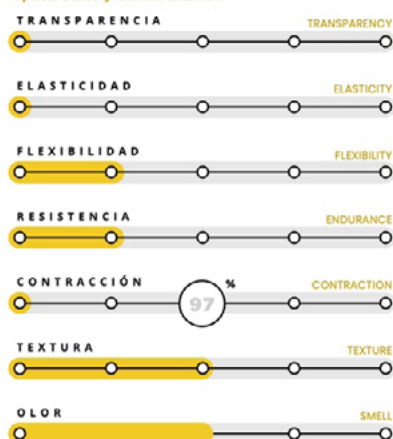 TRANSPARENCIA TRANSPARENCY
ELASTICIDAD ELASTICITY
FLEXIBILIDAD FLEXIBILITY
RESISTENCIA ENDURANCE
CONTRACCIÓN 97 % CONTRACTION
TEXTURA TEXTURE
OLOR SMELL